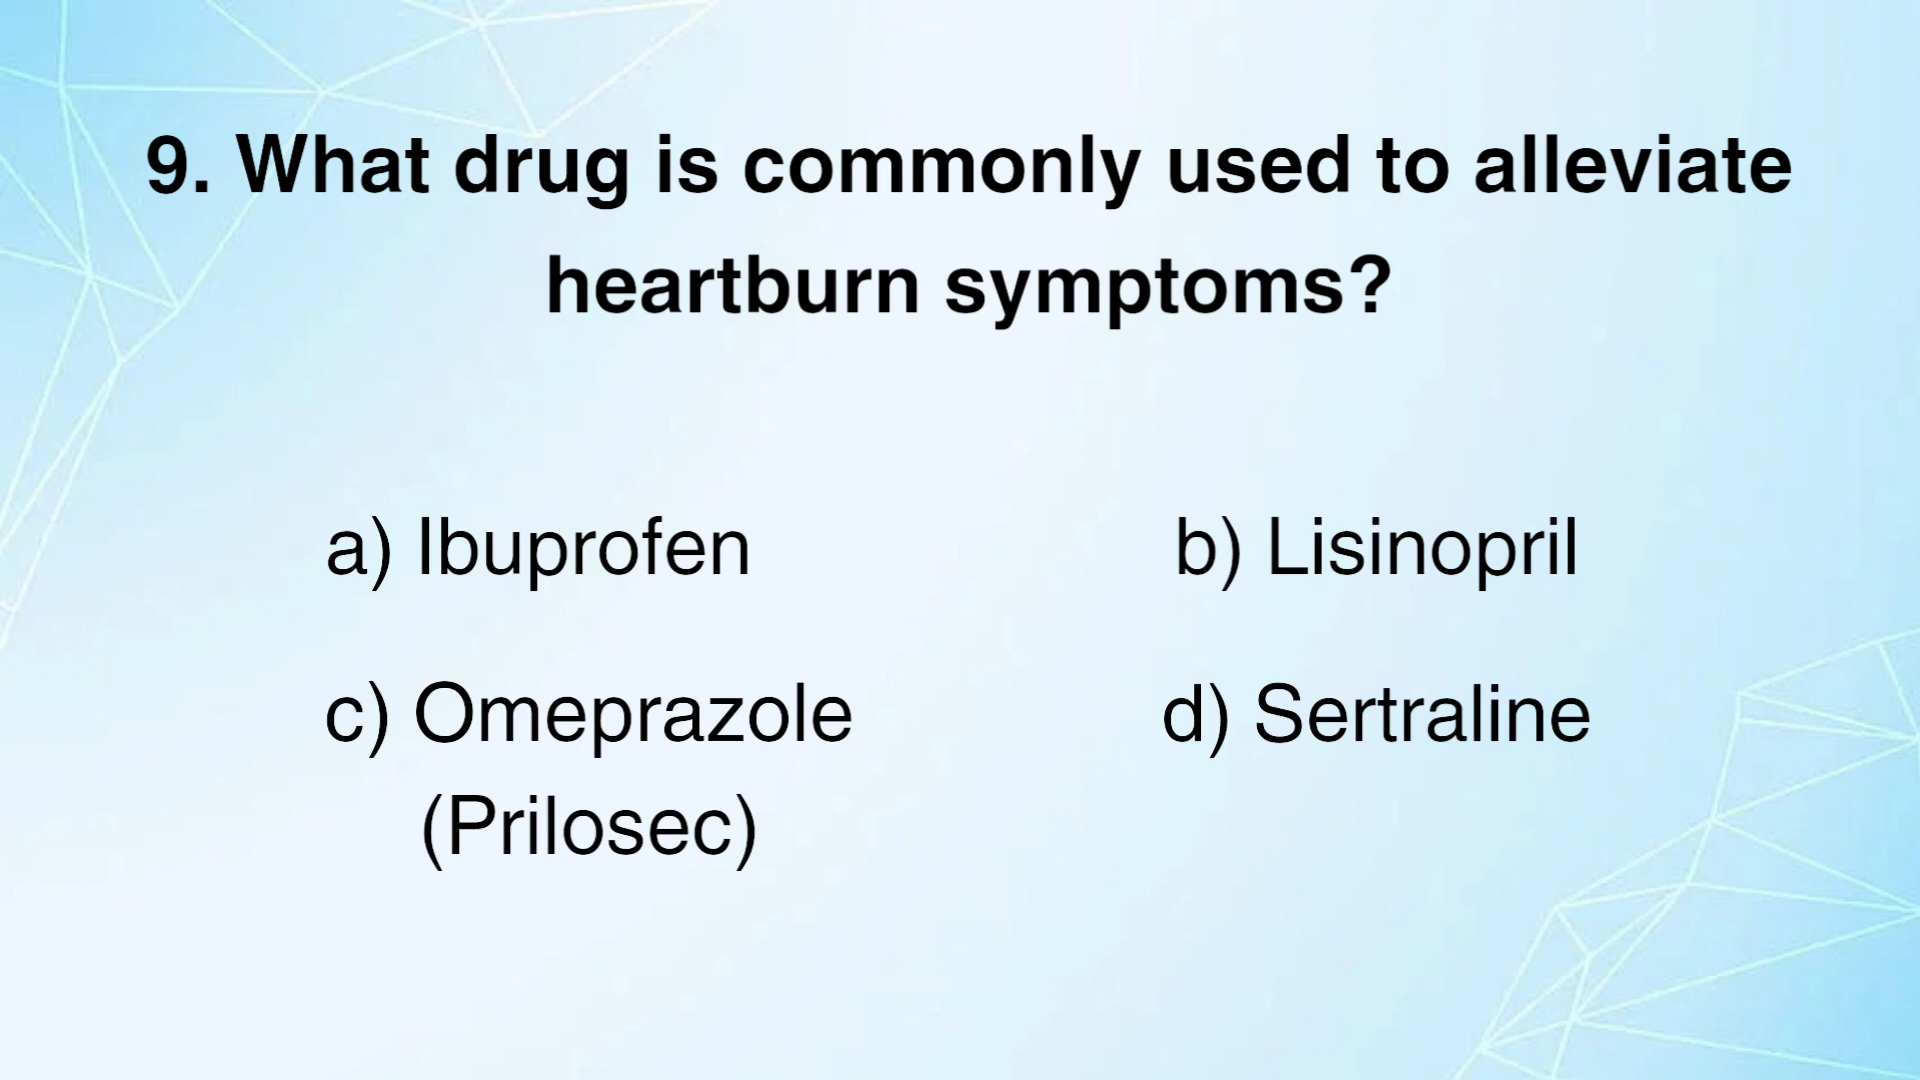 9. What drug is commonly used to alleviate
heartburn symptoms?
a) Ibuprofen
b) Lisinopril
c) Omeprazole
(Prilosec)
d) Sertraline